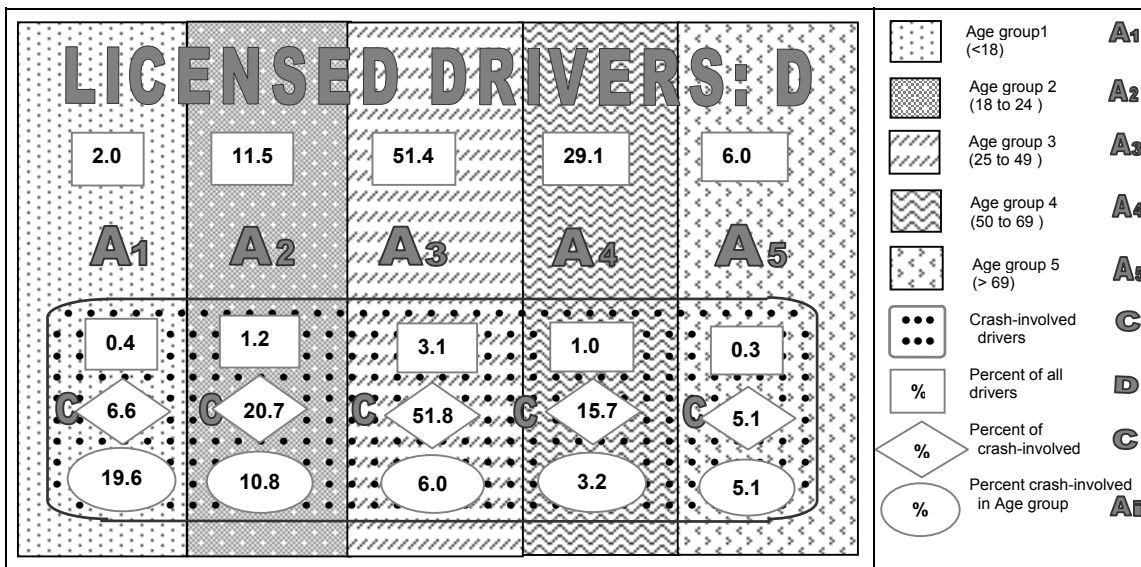 LICENSED DRIVERS: D
2.0 11.5 51.4 29.1 6.0
A1 A2 A3 A4 A5
0.4 1.2 3.1 1.0 0.3
C 6.6 C 20.7 C 51.8 C 15.7 C 5.1
19.6 10.8 6.0 3.2 5.1
Age group1 A1
(<18)
Age group 2 A2
(18 to 24 )
Age group 3 A3
(25 to 49 )
Age group 4 A4
(50 to 69 )
Age group 5 A5
(> 69)
Crash-involved C
drivers
% Percent of all D
drivers
% Percent of C
crash-involved
% Percent crash-involved
in Age group Ai